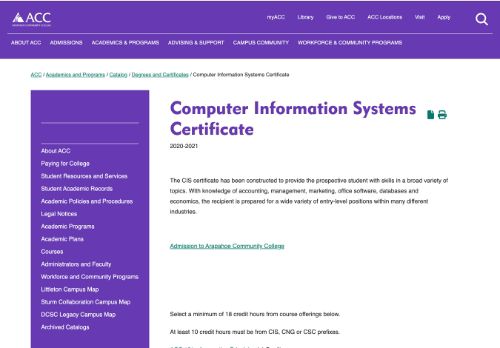 ACC
myACC Library Give to ACC ACC Locations Visit Apply
ABOUT ACC ADMISSIONS ACADEMICS & PROGRAMS ADVISING & SUPPORT CAMPUS COMMUNITY WORKFORCE & COMMUNITY PROGRAMS
ACC / Academics and Programs / Catalog / Degrees and Certificates / Computer Information Systems Certificate
About ACC
Paying for College
Student Resources and Services
Student Academic Records
Academic Policies and Procedures
Legal Notices
Academic Programs
Academic Plans
Courses
Administrators and Faculty
Workforce and Community Programs
Littleton Campus Map
Sturm Collaboration Campus Map
DCSC Legacy Campus Map
Archived Catalogs
Computer Information Systems
Certificate
2020-2021
The CIS certificate has been constructed to provide the prospective student with skills in a broad variety of
topics. With knowledge of accounting, management, marketing, office software, databases and
economics, the recipient is prepared for a wide variety of entry-level positions within many different
industries.
Admission to Arapahoe Community College
Select a minimum of 18 credit hours from course offerings below.
At least 10 credit hours must be from CIS, CNG or CSC prefixes.